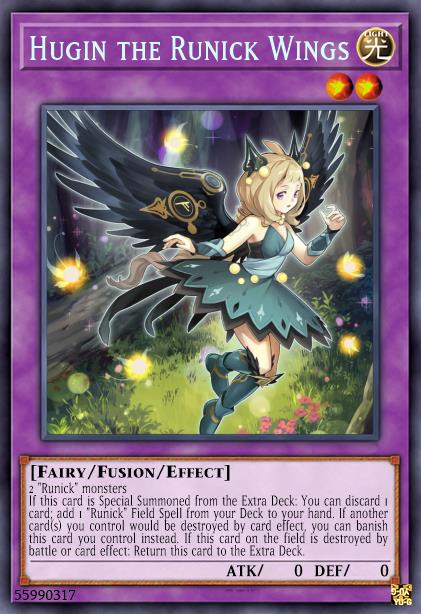 HUGIN THE RUNICK WINGS
LIGHT
光
[FAIRY/FUSION/EFFECT]
2 "Runick" monsters
If this card is Special Summoned from the Extra Deck: You can discard 1
card; add 1 "Runick" Field Spell from your Deck to your hand. If another
card(s) you control would be destroyed by card effect, you can banish
this card you control instead. If this card on the field is destroyed by
battle or card effect: Return this card to the Extra Deck.
ATK/ 0 DEF/ 0
55990317